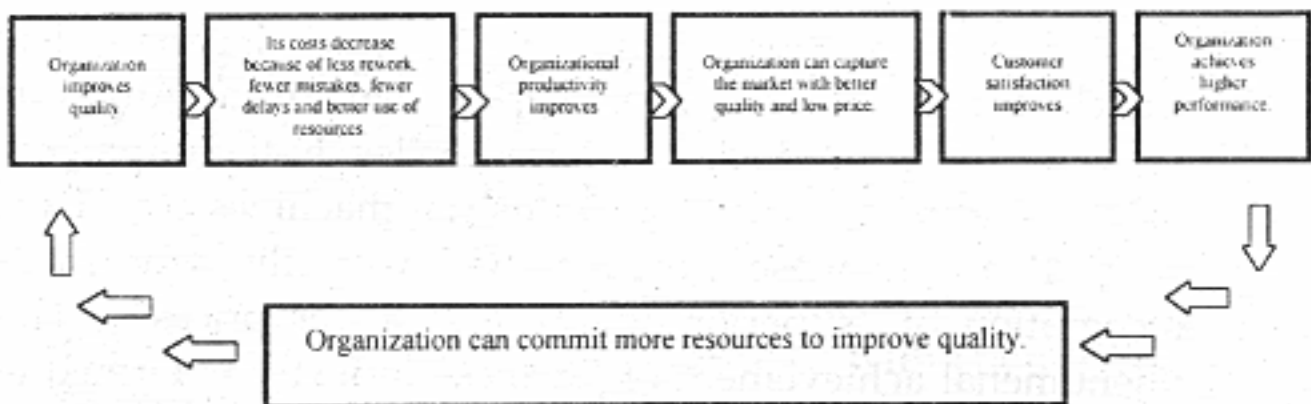 Organization
improves
quality
Its costs decrease
because of less rework,
fewer mistakes, fewer
delays and better use of
resources
Organizational
productivity
improves
Organization can capture
the market with better
quality and low price.
Customer
satisfaction
improves
Organization
achieves
higher
performance.
Organization can commit more resources to improve quality.